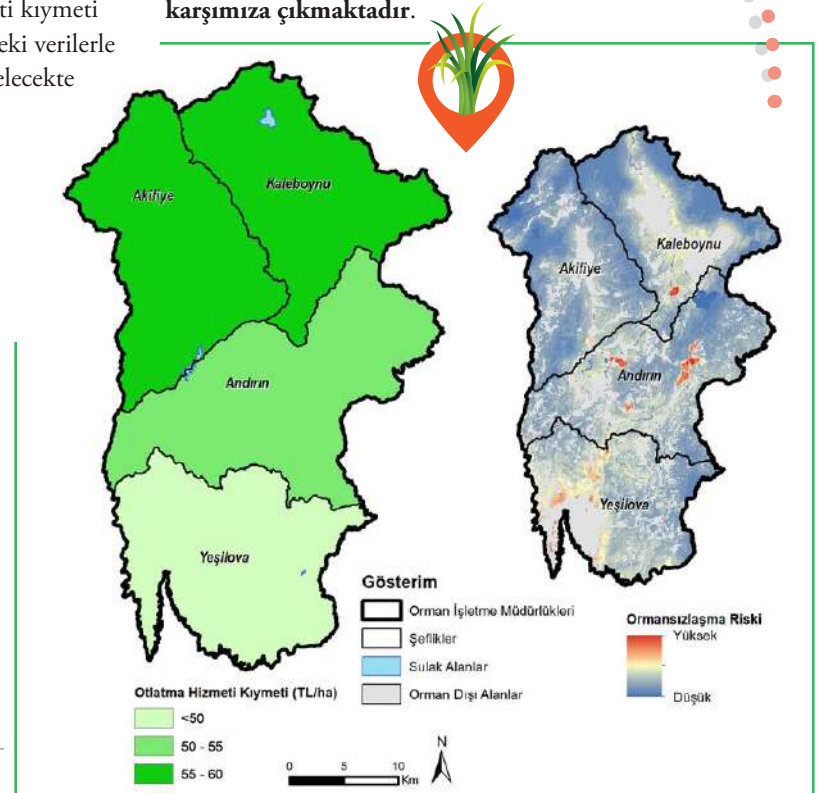 ti kıymeti
eki verilerle
elecekte
karşımıza çıkmaktadır.
Akifiye
Kaleboynu
Andırın
Yeşilova
Akifiye
Kaleboynu
Andırın
Yeşilova
Gösterim
Orman İşletme Müdürlükleri
Şeflikler
Sulak Alanlar
Orman Dışı Alanlar
Ormansızlaşma Riski
Yüksek
Düşük
Otlatma Hizmeti Kıymeti (TL/ha)
<50
50 - 55
55 - 60
0 5 10
Km
N